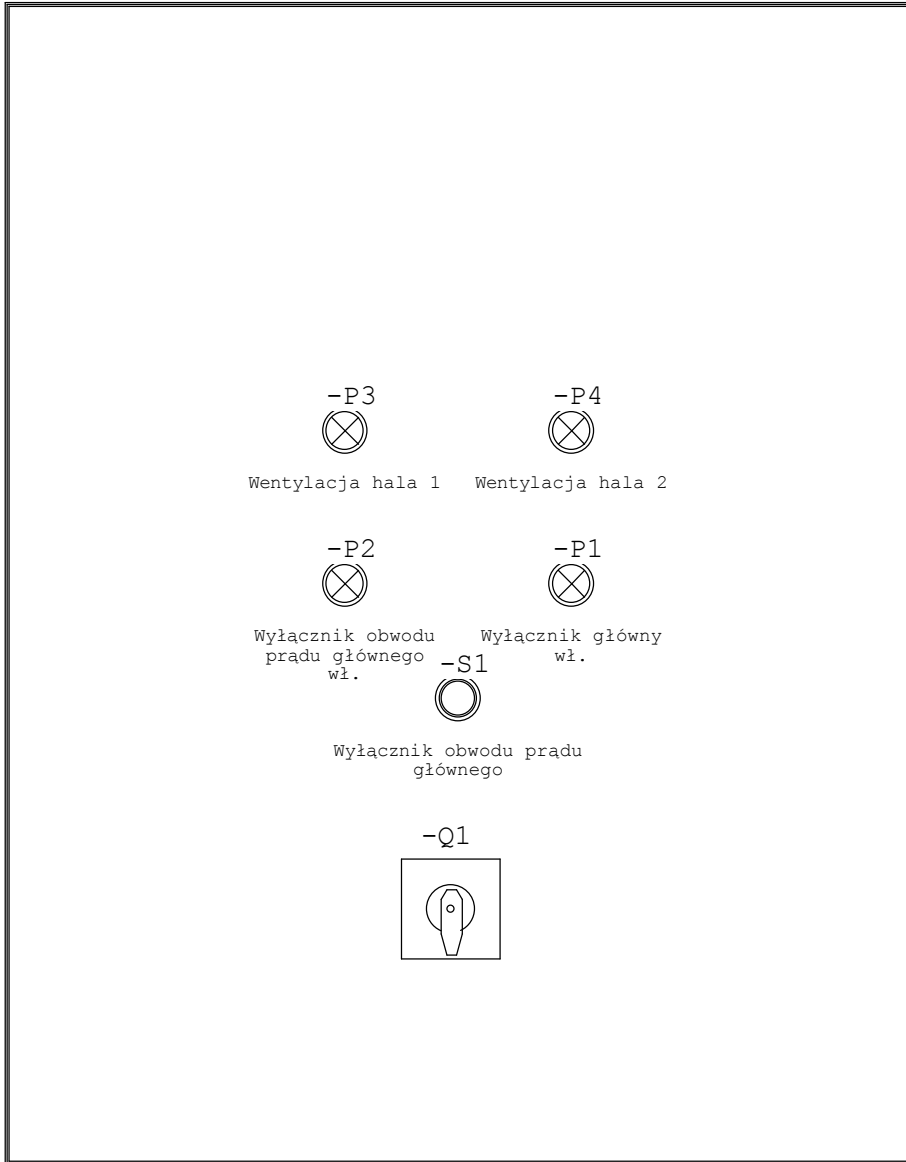 -P3
-P4
Wentylacja hala 1
Wentylacja hala 2
-P2
-P1
Wyłącznik obwodu
prądu głównego
wł.
Wyłącznik główny
wł.
-S1
Wyłącznik obwodu prądu
głównego
-Q1